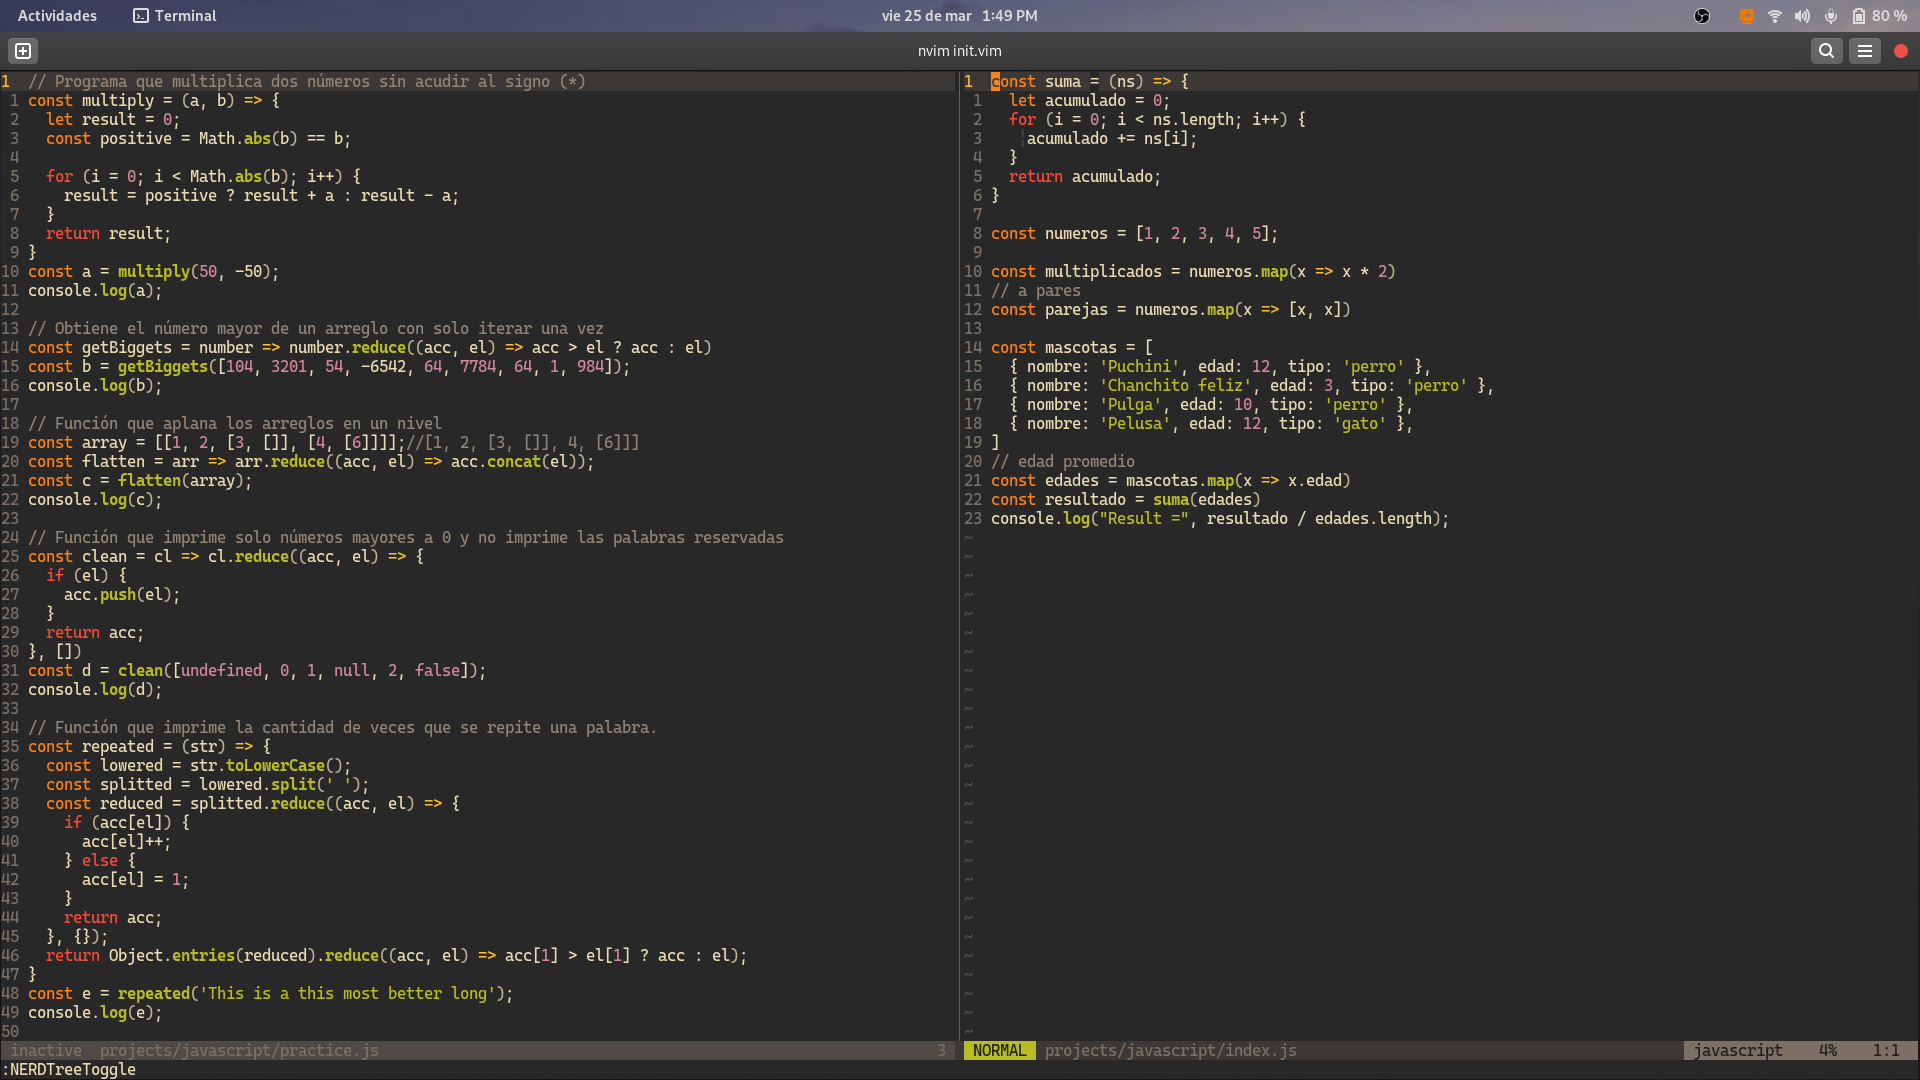 Actividades Terminal vie 25 de mar 1:49 PM 80 %
nvim init.vim
1 // Programa que multiplica dos números sin acudir al signo (*)
1 const multiply = (a, b) => {
2   let result = 0;
3   const positive = Math.abs(b) == b;
4
5   for (i = 0; i < Math.abs(b); i++) {
6     result = positive ? result + a : result - a;
7   }
8   return result;
9 }
10 const a = multiply(50, -50);
11 console.log(a);
12
13 // Obtiene el número mayor de un arreglo con solo iterar una vez
14 const getBiggets = number => number.reduce((acc, el) => acc > el ? acc : el)
15 const b = getBiggets([104, 3201, 54, -6542, 64, 7784, 64, 1, 984]);
16 console.log(b);
17
18 // Función que aplana los arreglos en un nivel
19 const array = [[1, 2, [3, []], [4, [6]]]];//[1, 2, [3, []], 4, [6]]]
20 const flatten = arr => arr.reduce((acc, el) => acc.concat(el));
21 const c = flatten(array);
22 console.log(c);
23
24 // Función que imprime solo números mayores a 0 y no imprime las palabras reservadas
25 const clean = cl => cl.reduce((acc, el) => {
26   if (el) {
27     acc.push(el);
28   }
29   return acc;
30 }, [])
31 const d = clean([undefined, 0, 1, null, 2, false]);
32 console.log(d);
33
34 // Función que imprime la cantidad de veces que se repite una palabra.
35 const repeated = (str) => {
36   const lowered = str.toLowerCase();
37   const splitted = lowered.split(' ');
38   const reduced = splitted.reduce((acc, el) => {
39     if (acc[el]) {
40       acc[el]++;
41     } else {
42       acc[el] = 1;
43     }
44     return acc;
45   }, {});
46   return Object.entries(reduced).reduce((acc, el) => acc[1] > el[1] ? acc : el);
47 }
48 const e = repeated('This is a this most better long');
49 console.log(e);
50
inactive projects/javascript/practice.js 3
1 const suma = (ns) => {
1   let acumulado = 0;
2   for (i = 0; i < ns.length; i++) {
3     acumulado += ns[i];
4   }
5   return acumulado;
6 }
7
8 const numeros = [1, 2, 3, 4, 5];
9
10 const multiplicados = numeros.map(x => x * 2)
11 // a pares
12 const parejas = numeros.map(x => [x, x])
13
14 const mascotas = [
15   { nombre: 'Puchini', edad: 12, tipo: 'perro' },
16   { nombre: 'Chanchito feliz', edad: 3, tipo: 'perro' },
17   { nombre: 'Pulga', edad: 10, tipo: 'perro' },
18   { nombre: 'Pelusa', edad: 12, tipo: 'gato' },
19 ]
20 // edad promedio
21 const edades = mascotas.map(x => x.edad)
22 const resultado = suma(edades)
23 console.log("Result =", resultado / edades.length);
NORMAL projects/javascript/index.js javascript 4% 1:1
:NERDTreeToggle